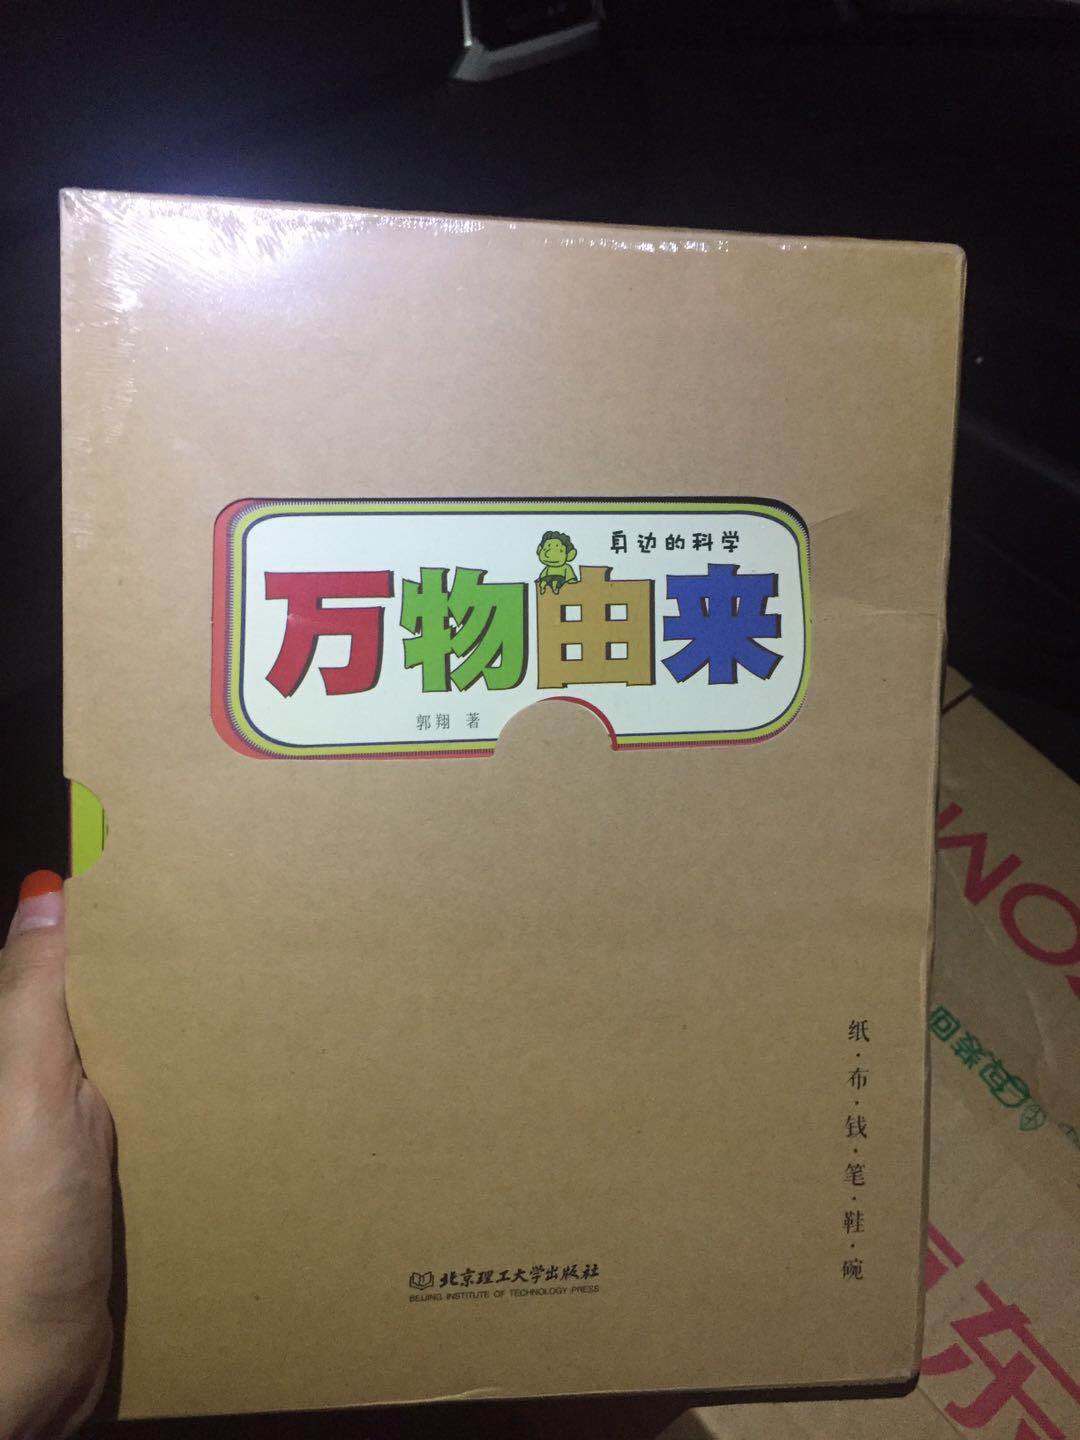 身边的科学
万物由来
郭翔 著
纸·布·钱·笔·鞋·碗
北京理工大学出版社
BEIJING INSTITUTE OF TECHNOLOGY PRESS